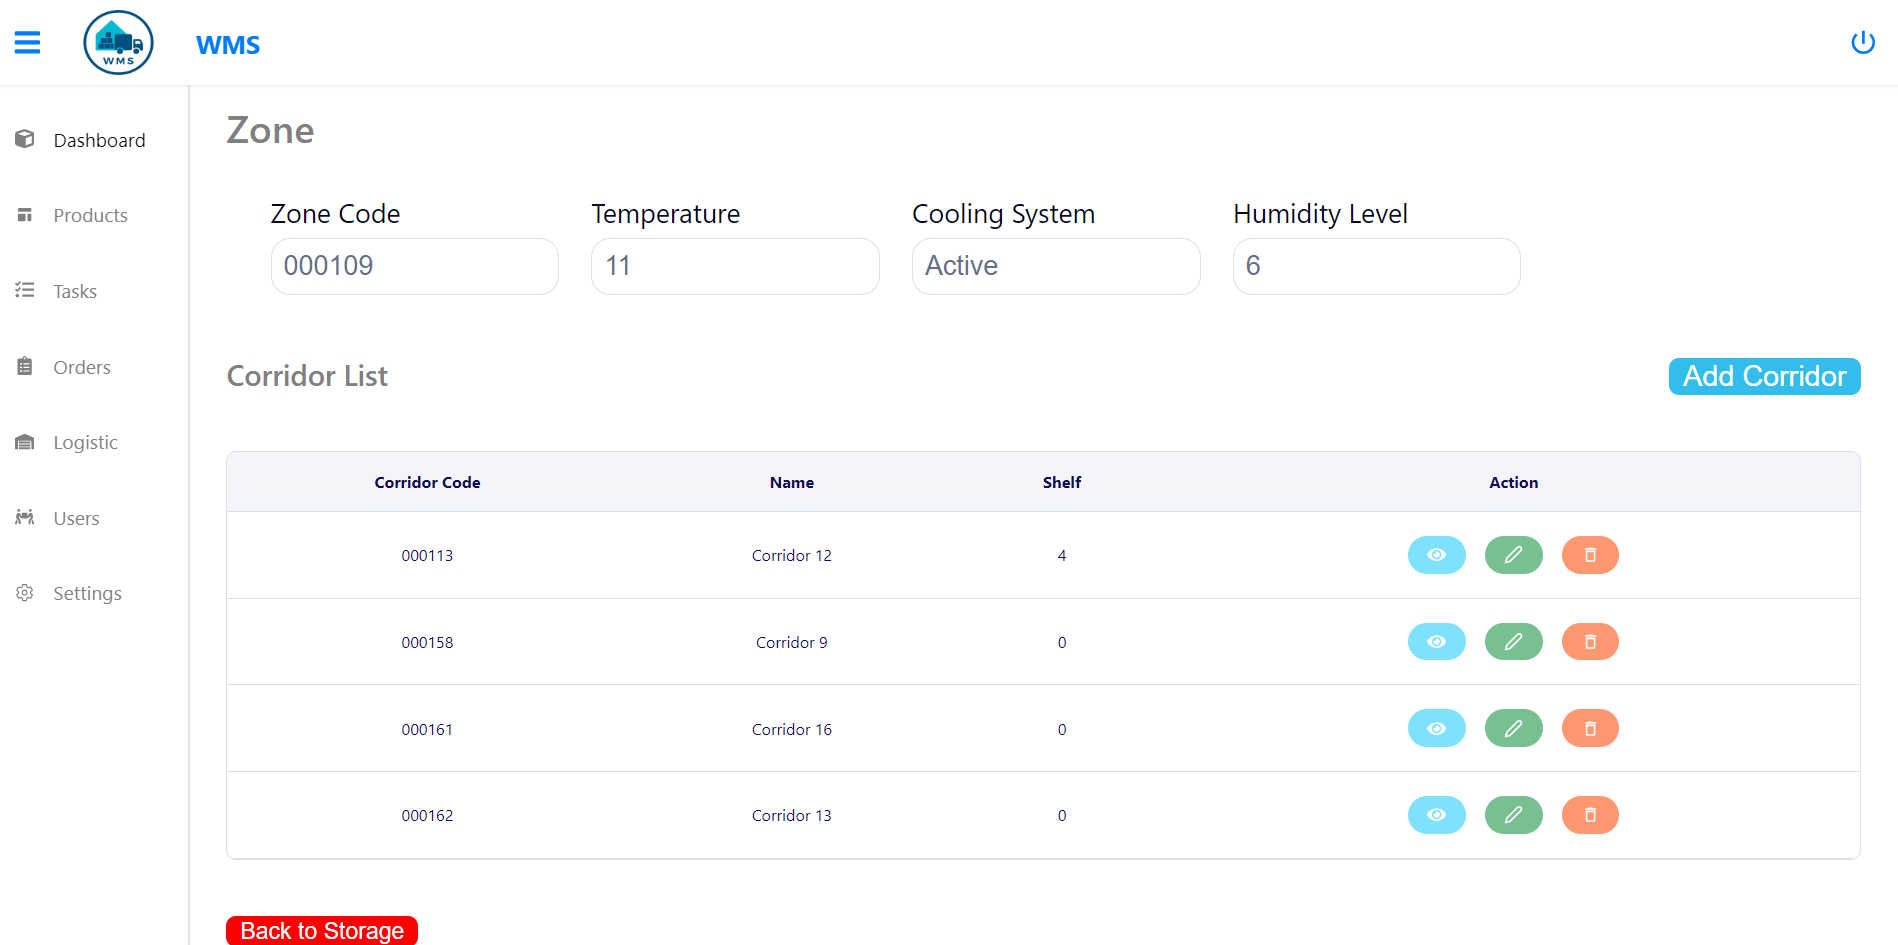 WMS
WMS
Dashboard
Products
Tasks
Orders
Logistic
Users
Settings
Zone
Zone Code Temperature Cooling System Humidity Level
000109 11 Active 6
Corridor List Add Corridor
Corridor Code Name Shelf Action
000113 Corridor 12 4
000158 Corridor 9 0
000161 Corridor 16 0
000162 Corridor 13 0
Back to Storage